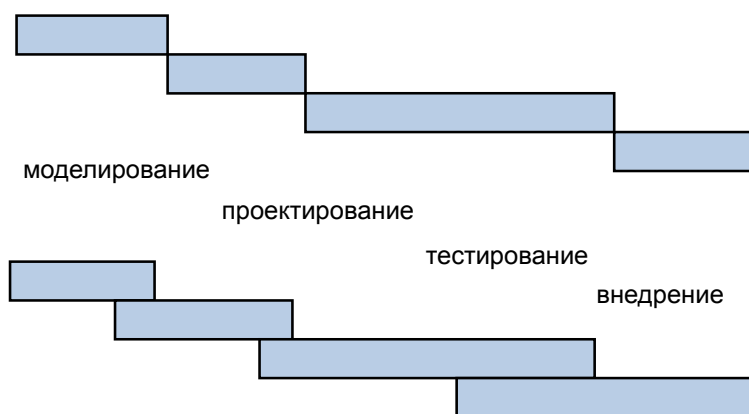 моделирование
проектирование
тестирование
внедрение